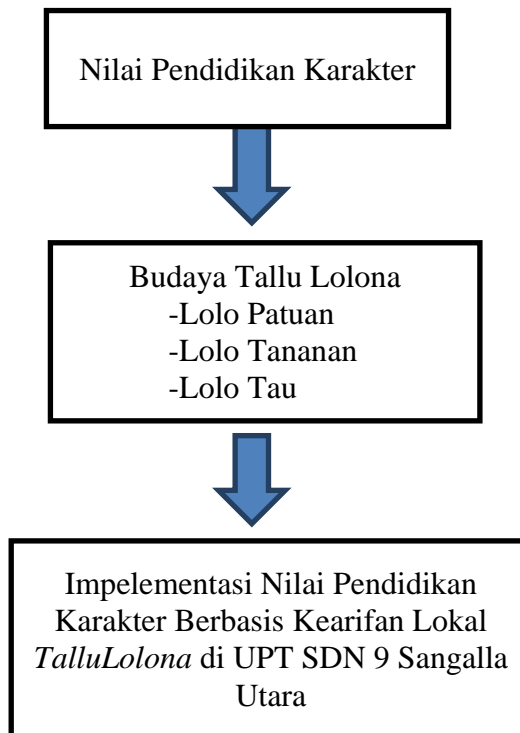 Nilai Pendidikan Karakter
Budaya Tallu Lolona
-Lolo Patuan
-Lolo Tananan
-Lolo Tau
Impelementasi Nilai Pendidikan
Karakter Berbasis Kearifan Lokal
TalluLolona di UPT SDN 9 Sangalla
Utara